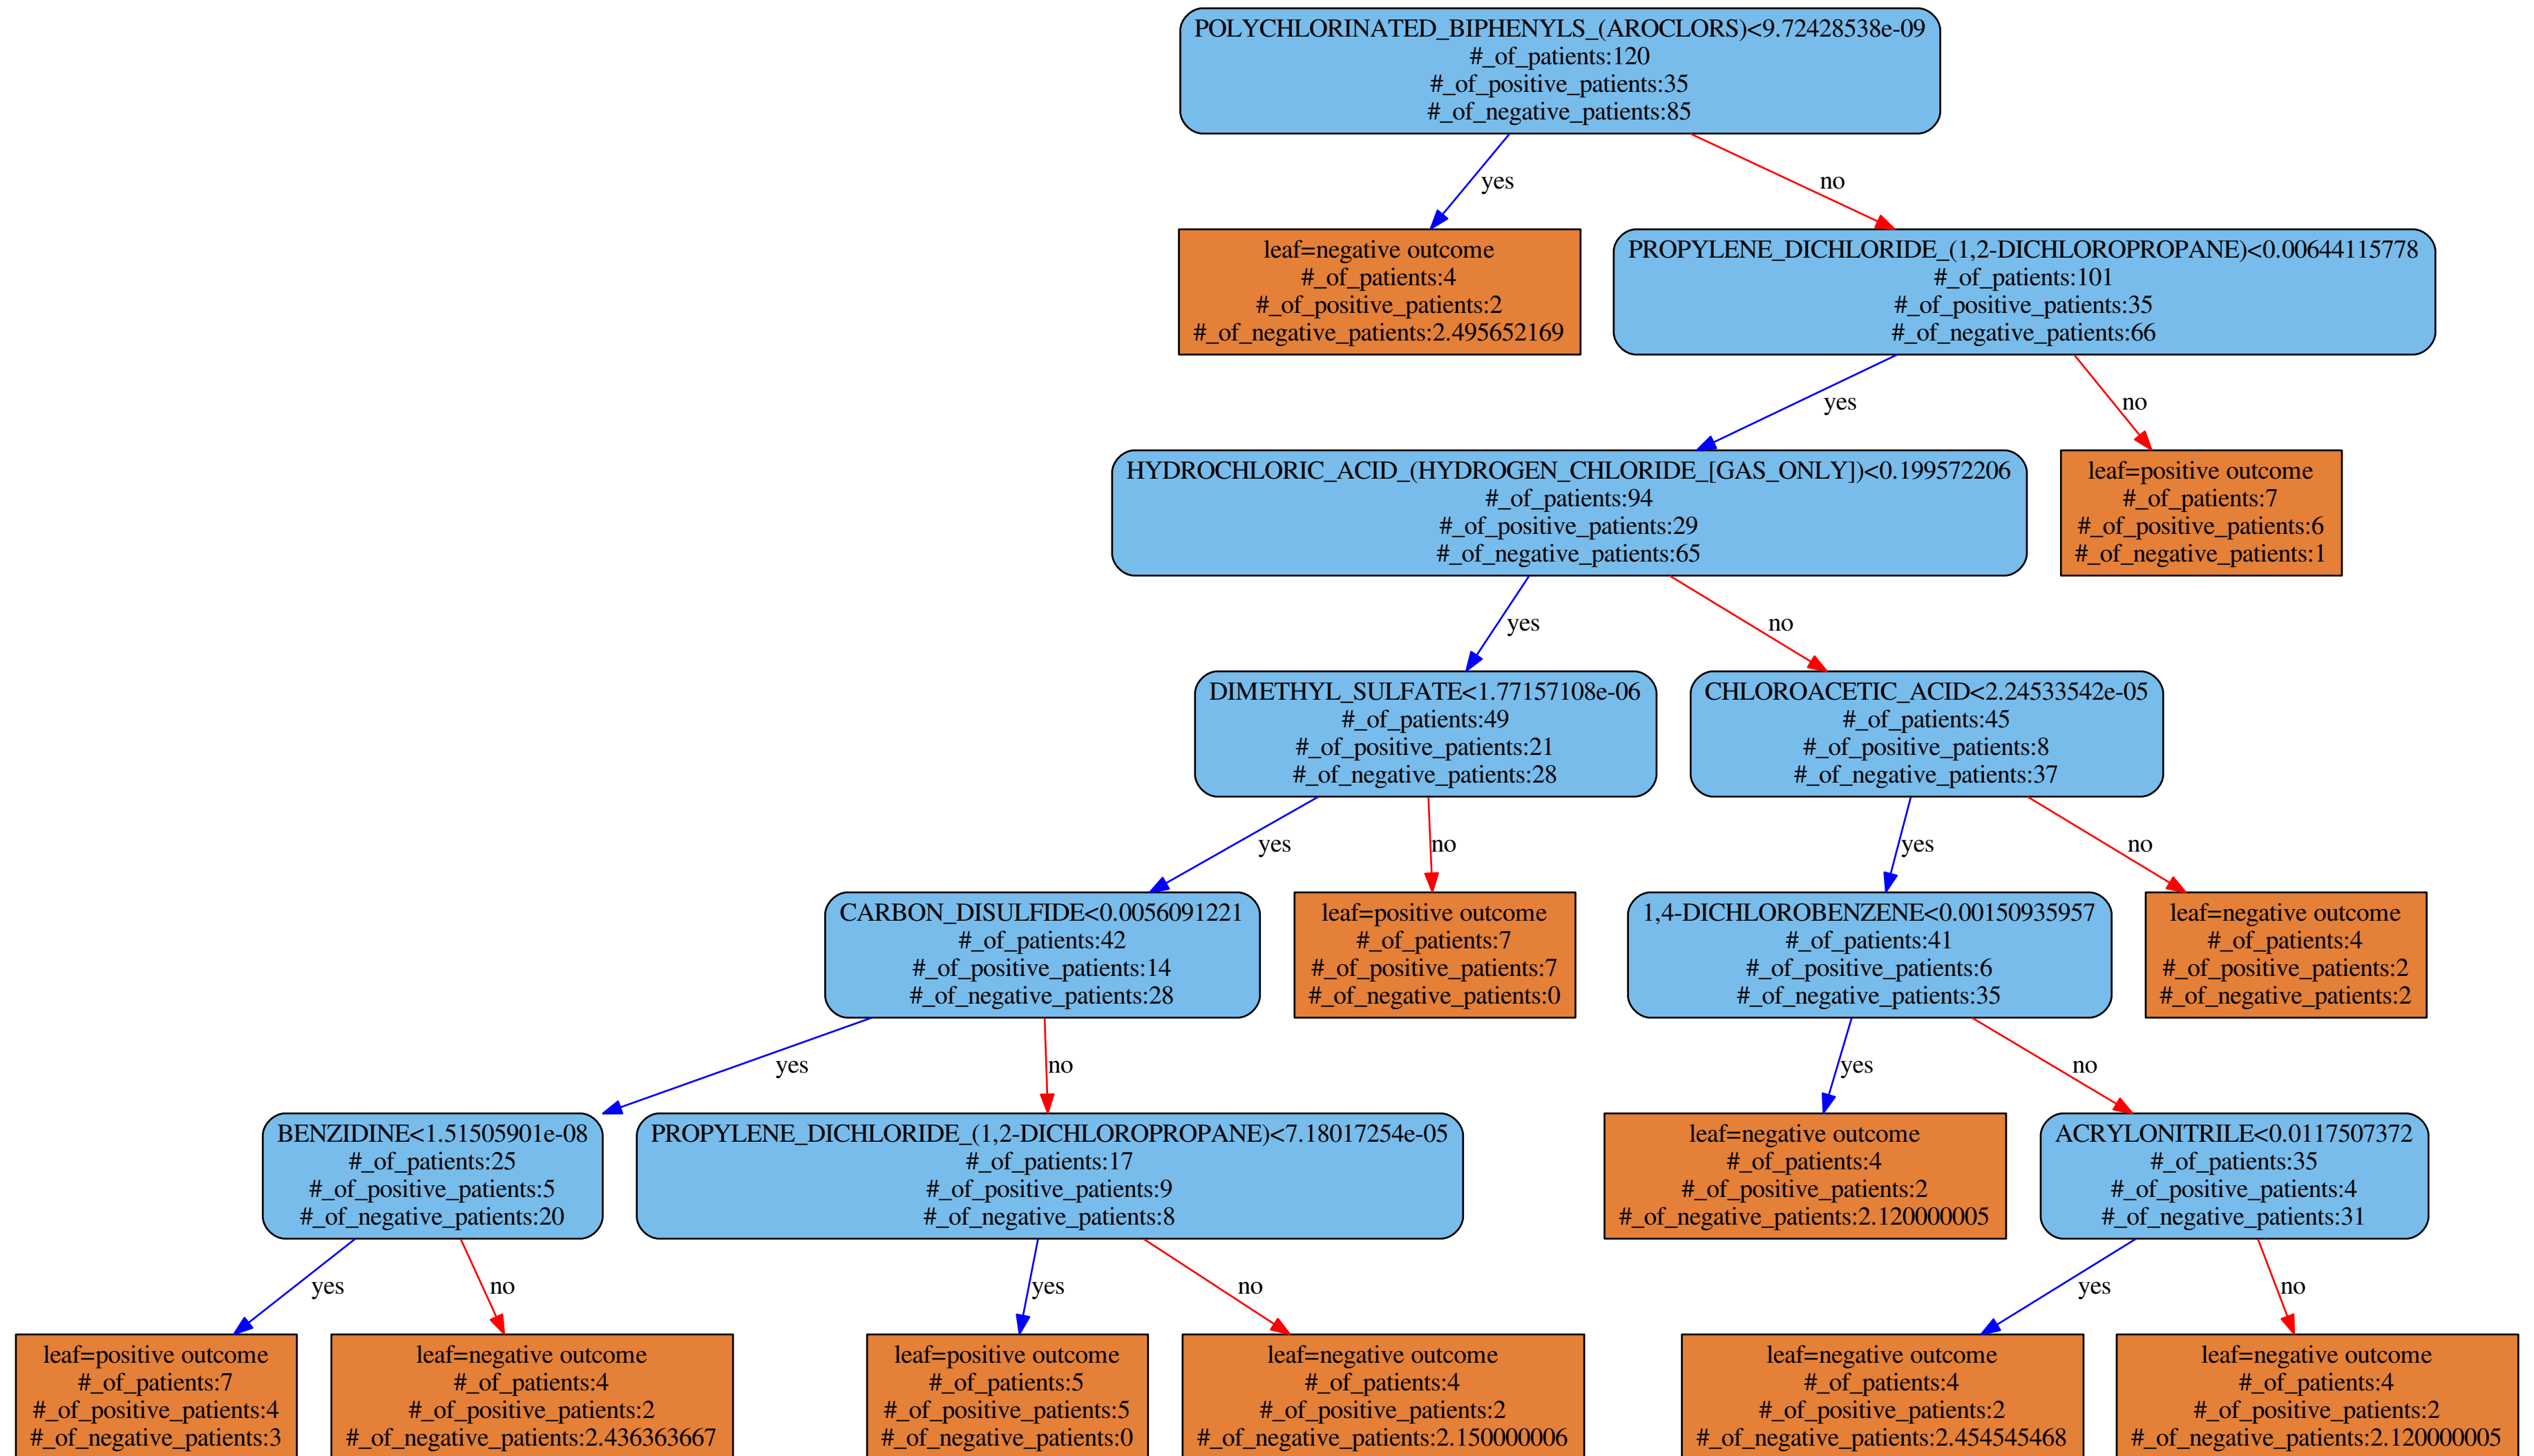 POLYCHLORINATED_BIPHENYLS_(AROCLORS)<9.72428538e-09
#_of_patients:120
#_of_positive_patients:35
#_of_negative_patients:85
yes
no
leaf=negative outcome
#_of_patients:4
#_of_positive_patients:2
#_of_negative_patients:2.495652169
PROPYLENE_DICHLORIDE_(1,2-DICHLOROPROPANE)<0.00644115778
#_of_patients:101
#_of_positive_patients:35
#_of_negative_patients:66
yes
no
HYDROCHLORIC_ACID_(HYDROGEN_CHLORIDE_[GAS_ONLY])<0.199572206
#_of_patients:94
#_of_positive_patients:29
#_of_negative_patients:65
leaf=positive outcome
#_of_patients:7
#_of_positive_patients:6
#_of_negative_patients:1
yes
no
DIMETHYL_SULFATE<1.77157108e-06
#_of_patients:49
#_of_positive_patients:21
#_of_negative_patients:28
CHLOROACETIC_ACID<2.24533542e-05
#_of_patients:45
#_of_positive_patients:8
#_of_negative_patients:37
yes
no
yes
no
CARBON_DISULFIDE<0.0056091221
#_of_patients:42
#_of_positive_patients:14
#_of_negative_patients:28
leaf=positive outcome
#_of_patients:7
#_of_positive_patients:7
#_of_negative_patients:0
1,4-DICHLOROBENZENE<0.00150935957
#_of_patients:41
#_of_positive_patients:6
#_of_negative_patients:35
leaf=negative outcome
#_of_patients:4
#_of_positive_patients:2
#_of_negative_patients:2
yes
no
yes
no
BENZIDINE<1.51505901e-08
#_of_patients:25
#_of_positive_patients:5
#_of_negative_patients:20
PROPYLENE_DICHLORIDE_(1,2-DICHLOROPROPANE)<7.18017254e-05
#_of_patients:17
#_of_positive_patients:9
#_of_negative_patients:8
leaf=negative outcome
#_of_patients:4
#_of_positive_patients:2
#_of_negative_patients:2.120000005
ACRYLONITRILE<0.0117507372
#_of_patients:35
#_of_positive_patients:4
#_of_negative_patients:31
yes
no
yes
no
yes
no
leaf=positive outcome
#_of_patients:7
#_of_positive_patients:4
#_of_negative_patients:3
leaf=negative outcome
#_of_patients:4
#_of_positive_patients:2
#_of_negative_patients:2.436363667
leaf=positive outcome
#_of_patients:5
#_of_positive_patients:5
#_of_negative_patients:0
leaf=negative outcome
#_of_patients:4
#_of_positive_patients:2
#_of_negative_patients:2.150000006
leaf=negative outcome
#_of_patients:4
#_of_positive_patients:2
#_of_negative_patients:2.454545468
leaf=negative outcome
#_of_patients:4
#_of_positive_patients:2
#_of_negative_patients:2.120000005